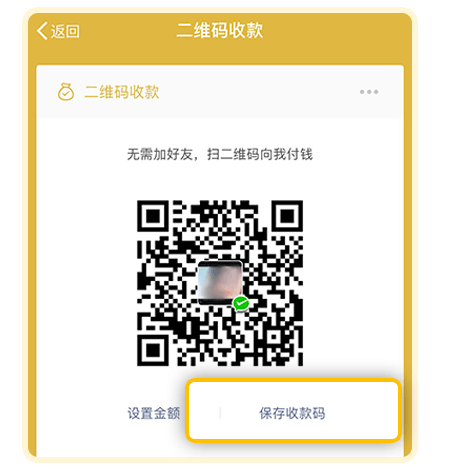 返回
二维码收款
二维码收款
无需加好友，扫二维码向我付钱
设置金额
保存收款码